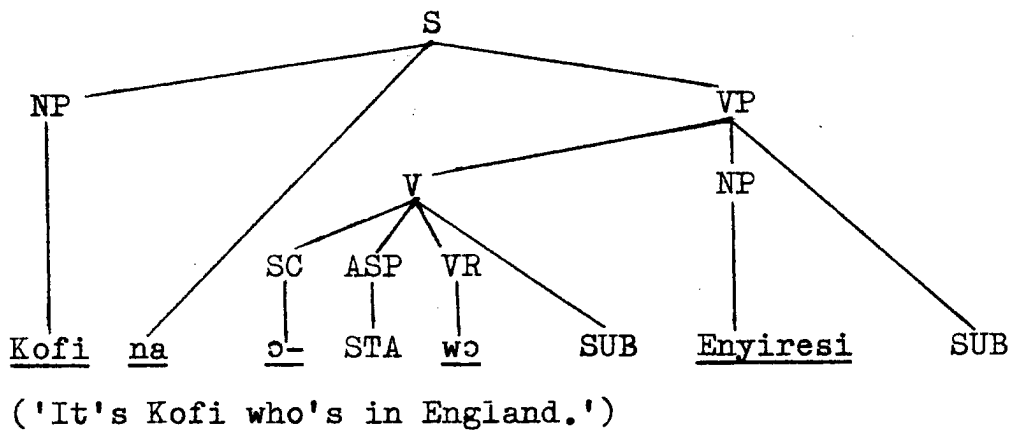 S
NP VP
V NP
SC ASP VR
Kofi na ɔ- STA wɔ SUB Enyiresi SUB
('It's Kofi who's in England.')